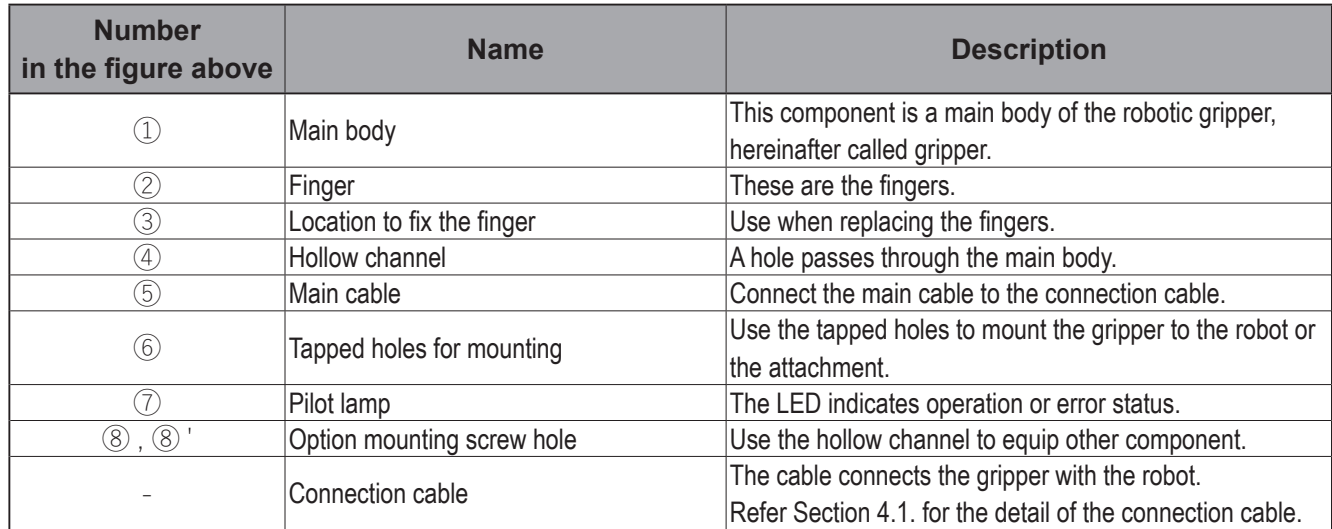 Number
in the figure above
Name
Description
①
Main body
This component is a main body of the robotic gripper,
hereinafter called gripper.
②
Finger
These are the fingers.
③
Location to fix the finger
Use when replacing the fingers.
④
Hollow channel
A hole passes through the main body.
⑤
Main cable
Connect the main cable to the connection cable.
⑥
Tapped holes for mounting
Use the tapped holes to mount the gripper to the robot or
the attachment.
⑦
Pilot lamp
The LED indicates operation or error status.
⑧ , ⑧ '
Option mounting screw hole
Use the hollow channel to equip other component.
-
Connection cable
The cable connects the gripper with the robot.
Refer Section 4.1. for the detail of the connection cable.